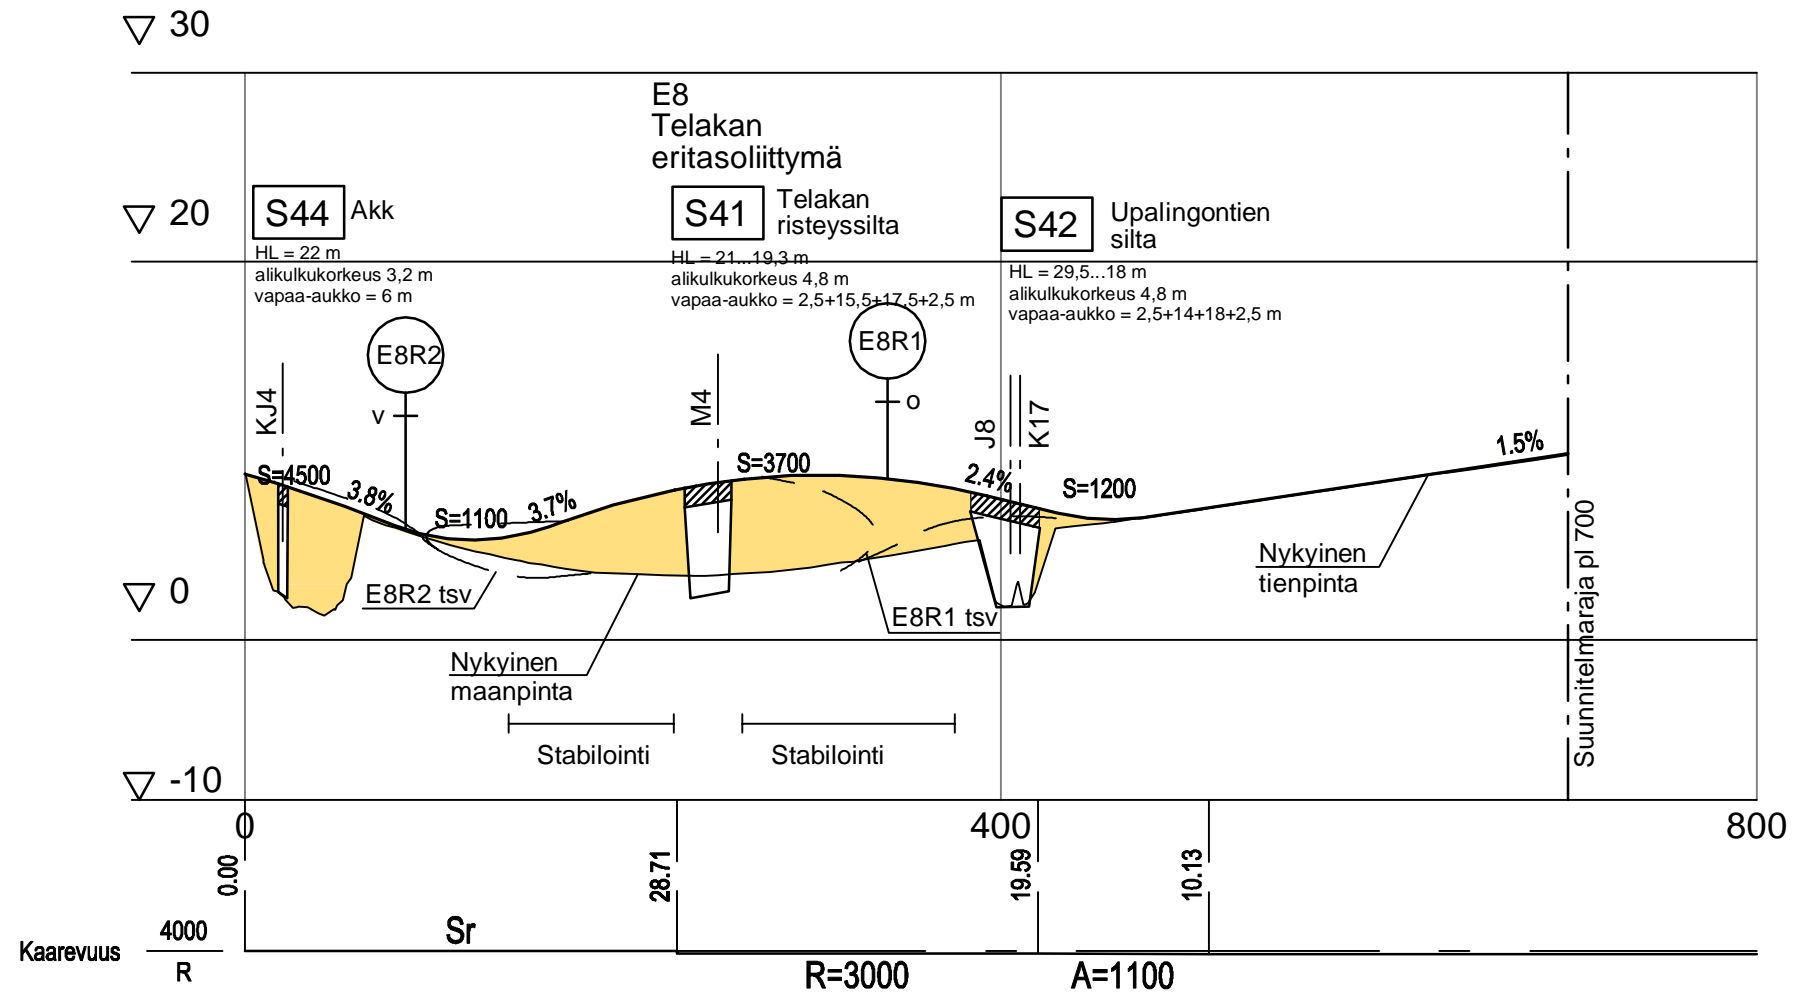 30
E8
Telakan
eritasoliittymä
20
S44 Akk
HL = 22 m
alikulkukorkeus 3,2 m
vapaa-aukko = 6 m
S41 Telakan
risteyssilta
HL = 21...19,3 m
alikulkukorkeus 4,8 m
vapaa-aukko = 2,5+15,5+17,5+2,5 m
S42 Upalingontien
silta
HL = 29,5...18 m
alikulkukorkeus 4,8 m
vapaa-aukko = 2,5+14+18+2,5 m
E8R2
v
E8R1
o
KJ4
M4
J8
K17
S=4500
3.8%
S=1100
3.7%
S=3700
2.4%
S=1200
1.5%
0
E8R2 tsv
E8R1 tsv
Nykyinen
tienpinta
Nykyinen
maanpinta
Suunnitelmaraja pl 700
Stabilointi
Stabilointi
-10
0
400
800
0.00
28.71
19.59
10.13
Kaarevuus
4000
R
Sr
R=3000
A=1100